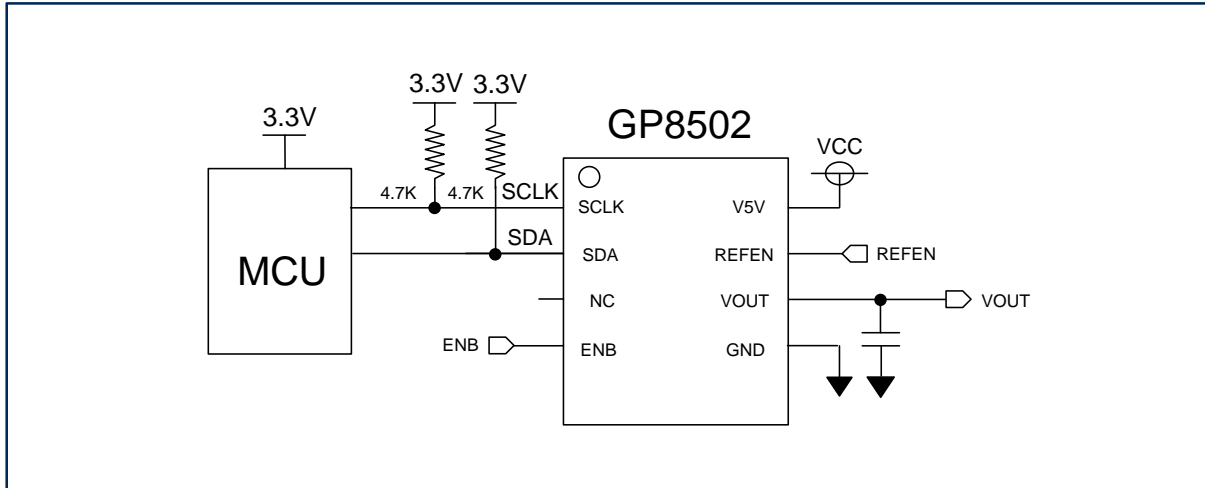 3.3V 3.3V
3.3V
GP8502
VCC
4.7K 4.7K SCLK
SCLK V5V
SDA
SDA REFEN REFEN
MCU
NC VOUT VOUT
ENB ENB GND